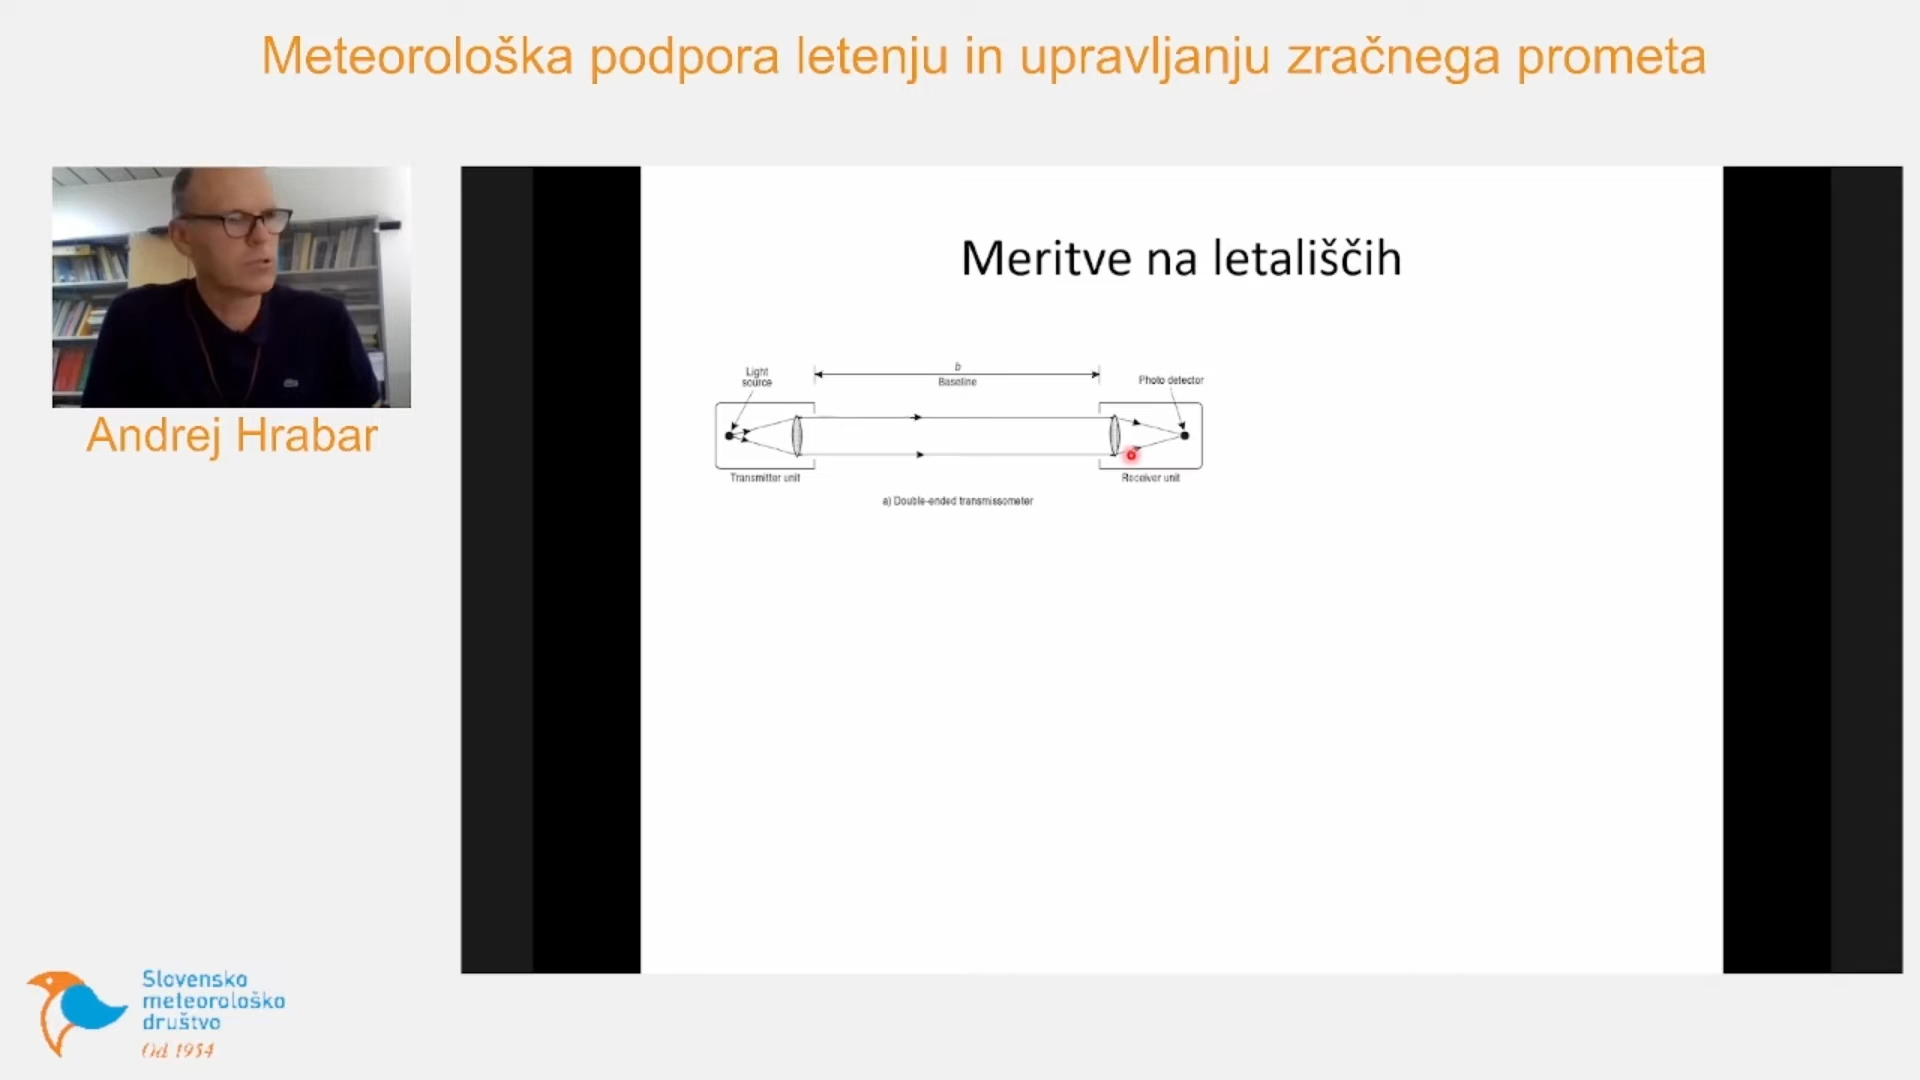 Meteorološka podpora letenju in upravljanju zračnega prometa
Andrej Hrabar
Meritve na letališčih
Light
source
b
Baseline
Photo detector
Transmitter unit
Receiver unit
a) Double-ended transmissometer
Slovensko
meteorološko
društvo
Od 1954